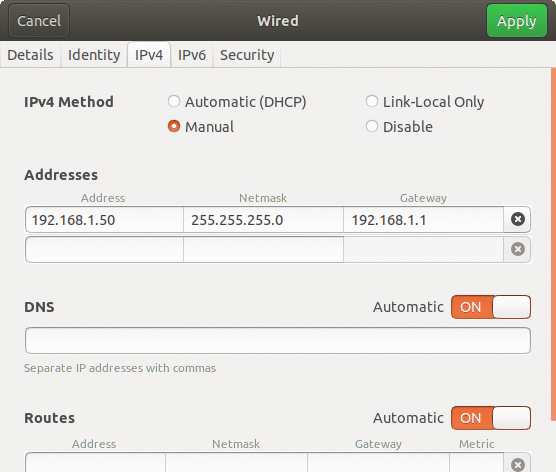 Cancel Wired Apply
Details Identity IPv4 IPv6 Security
IPv4 Method Automatic (DHCP) Link-Local Only
Manual Disable
Addresses
Address Netmask Gateway
192.168.1.50 255.255.255.0 192.168.1.1
DNS Automatic ON
Separate IP addresses with commas
Routes Automatic ON
Address Netmask Gateway Metric